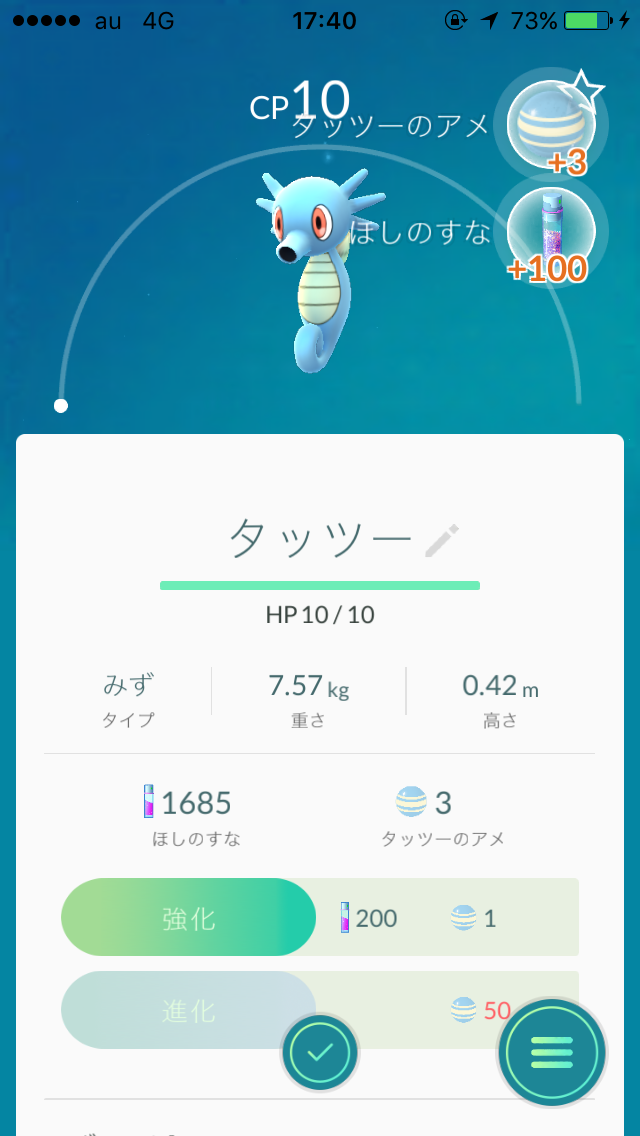 au 4G 17:40 73%
CP10
タッツーのアメ
+3
ほしのすな
+100
タッツー
HP 10 / 10
みず 7.57 kg 0.42 m
タイプ 重さ 高さ
1685 3
ほしのすな タッツーのアメ
強化 200 1
進化 50